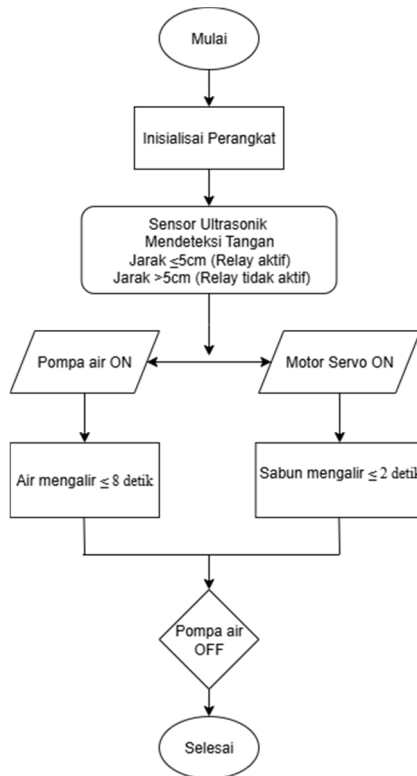 Mulai
Inisialisai Perangkat
Sensor Ultrasonik
Mendeteksi Tangan
Jarak ≤5cm (Relay aktif)
Jarak >5cm (Relay tidak aktif)
Pompa air ON
Motor Servo ON
Air mengalir ≤ 8 detik
Sabun mengalir ≤ 2 detik
Pompa air
OFF
Selesai